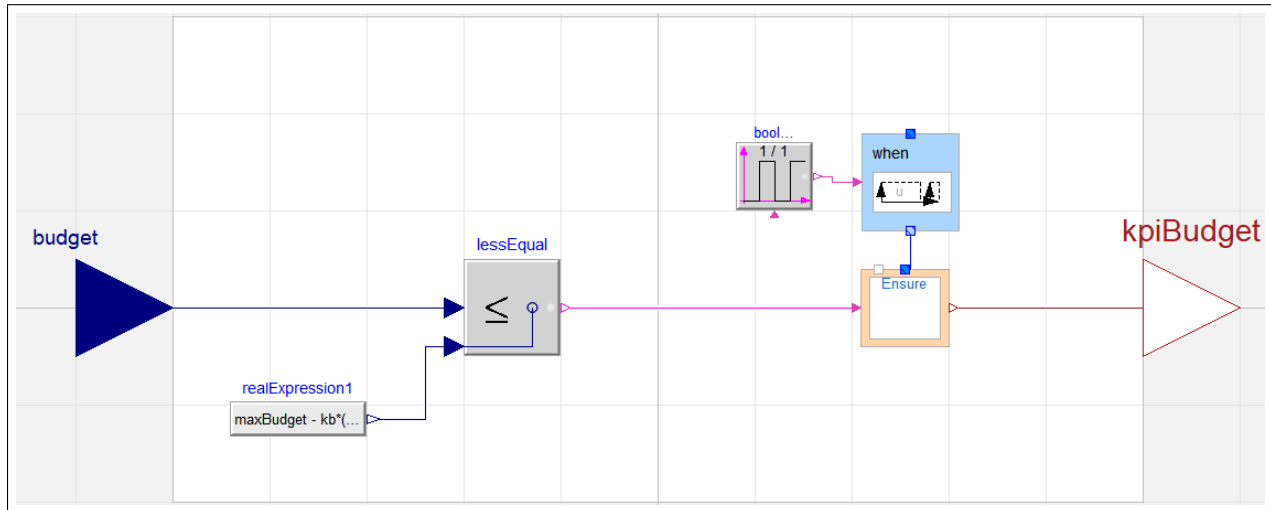 bool...
1 / 1
when
u
budget
lessEqual
≤
kpiBudget
Ensure
realExpression1
maxBudget - kb*(...